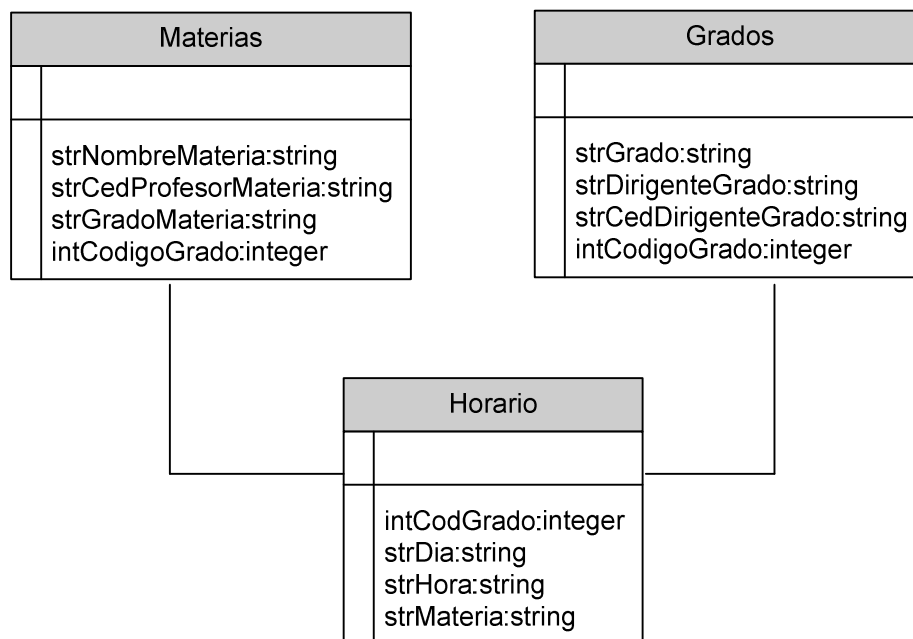 Materias
strNombreMateria:string
strCedProfesorMateria:string
strGradoMateria:string
intCodigoGrado:integer
Grados
strGrado:string
strDirigenteGrado:string
strCedDirigenteGrado:string
intCodigoGrado:integer
Horario
intCodGrado:integer
strDia:string
strHora:string
strMateria:string